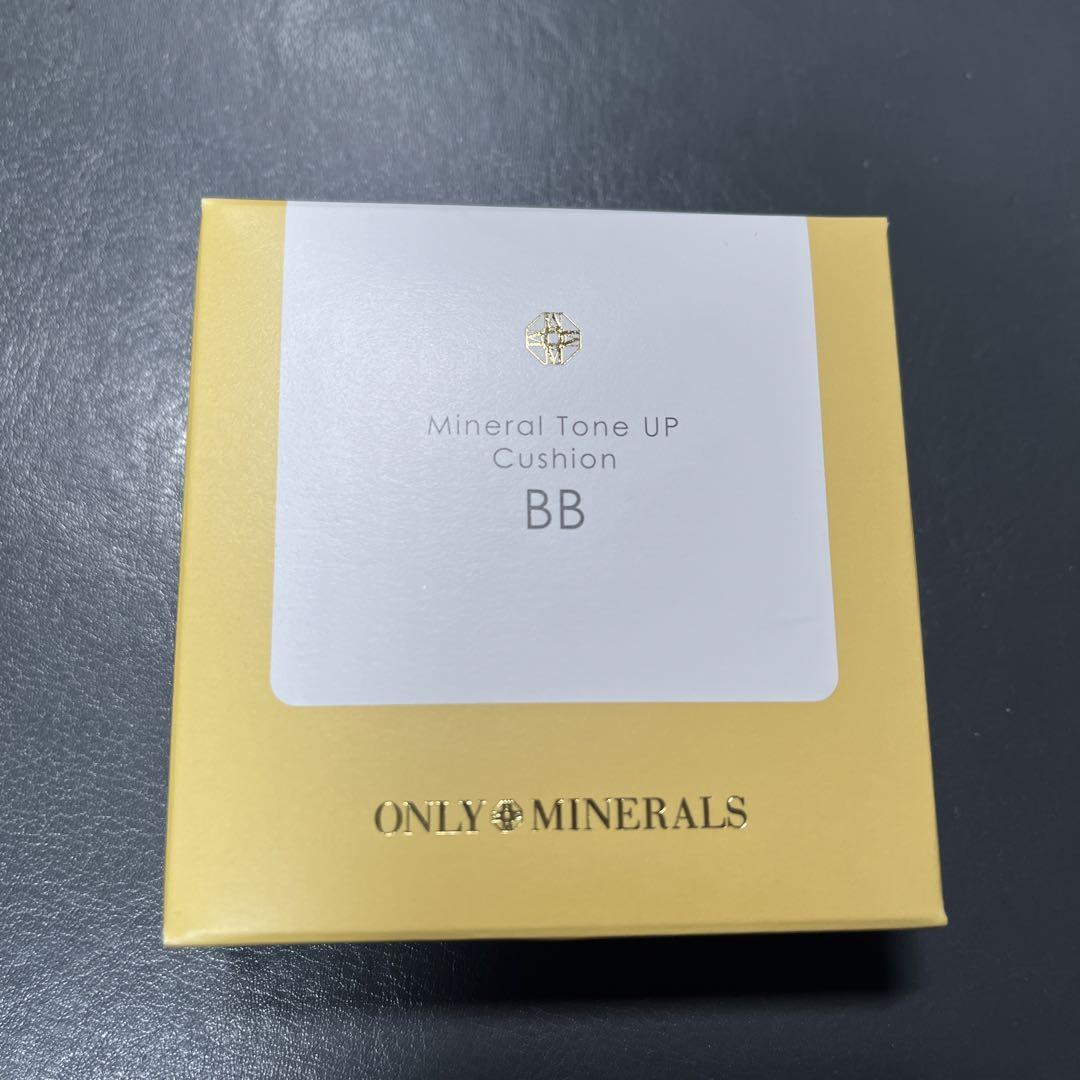 Mineral Tone UP
Cushion
BB
ONLY MINERALS